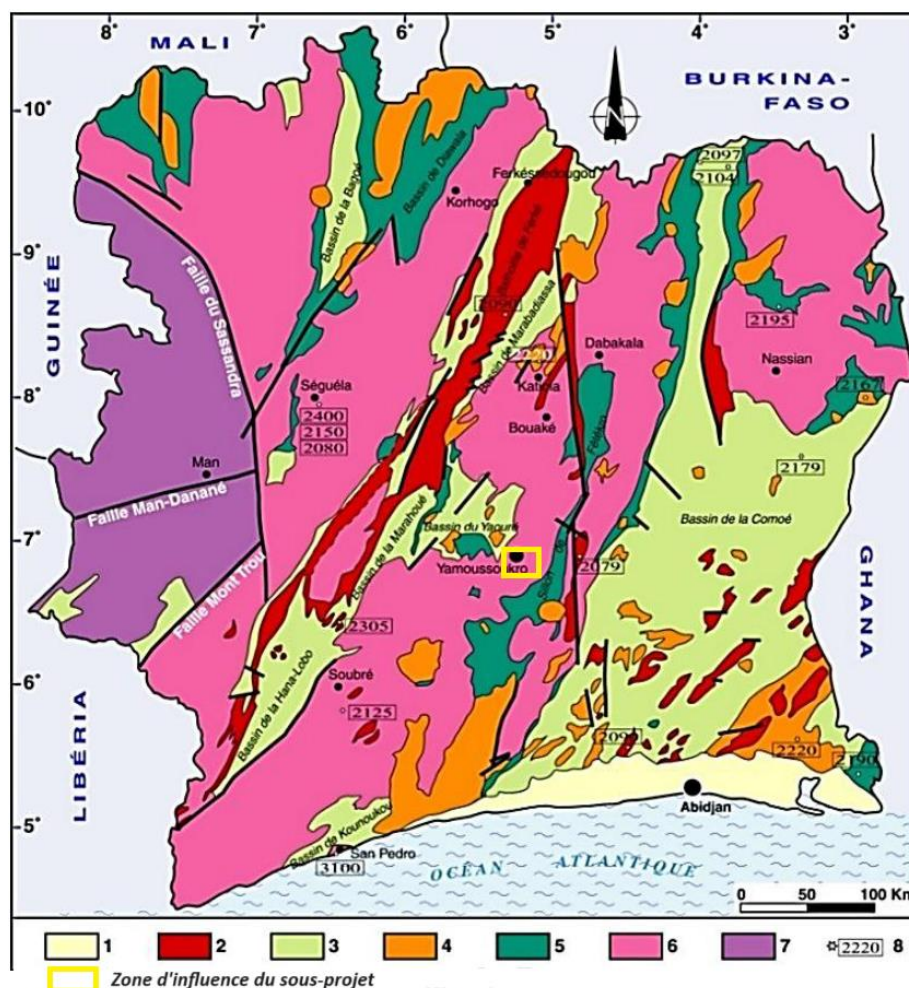 8° 7° 6° 5° 4° 3°
MALI
BURKINA-
FASO
10°
2097
2104
N
Ferkéssédougou
Korhogo
Bassin de la Bagoé
9°
GUINÉE
Faille du Sassandra
2090
2195
Bassin de Marabadiassa
2220
Dabakala
Nassian
Katiola
8°
Séguéla
2400
2150
2080
2167
Bouaké
Man
2179
Faille Man-Danané
Bassin du Yaouré
Bassin de la Comoé
7°
Bassin de la Marahoué
Yamoussoukro
2079
GHANA
Faille Mont Trou
2305
6°
Soubré
Bassin de la Hana-Lobo
2125
LIBÉRIA
2220
2190
Abidjan
5°
Bassin de Kounoukou
San Pedro
3100
OCÉAN ATLANTIQUE
0 50 100 Km
1 2 3 4 5 6 7 2220 8
Zone d'influence du sous-projet